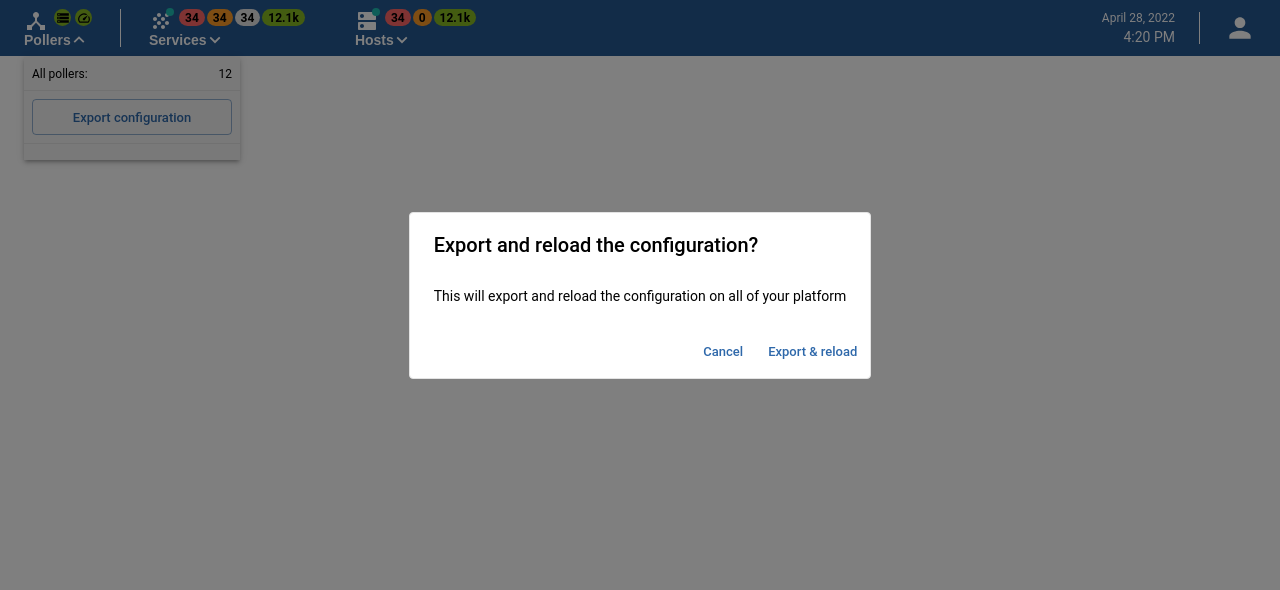 34 34 34 12.1k
34 0 12.1k
April 28, 2022
Pollers
Services
Hosts
4:20 PM
All pollers: 12
Export configuration
Export and reload the configuration?
This will export and reload the configuration on all of your platform
Cancel Export & reload